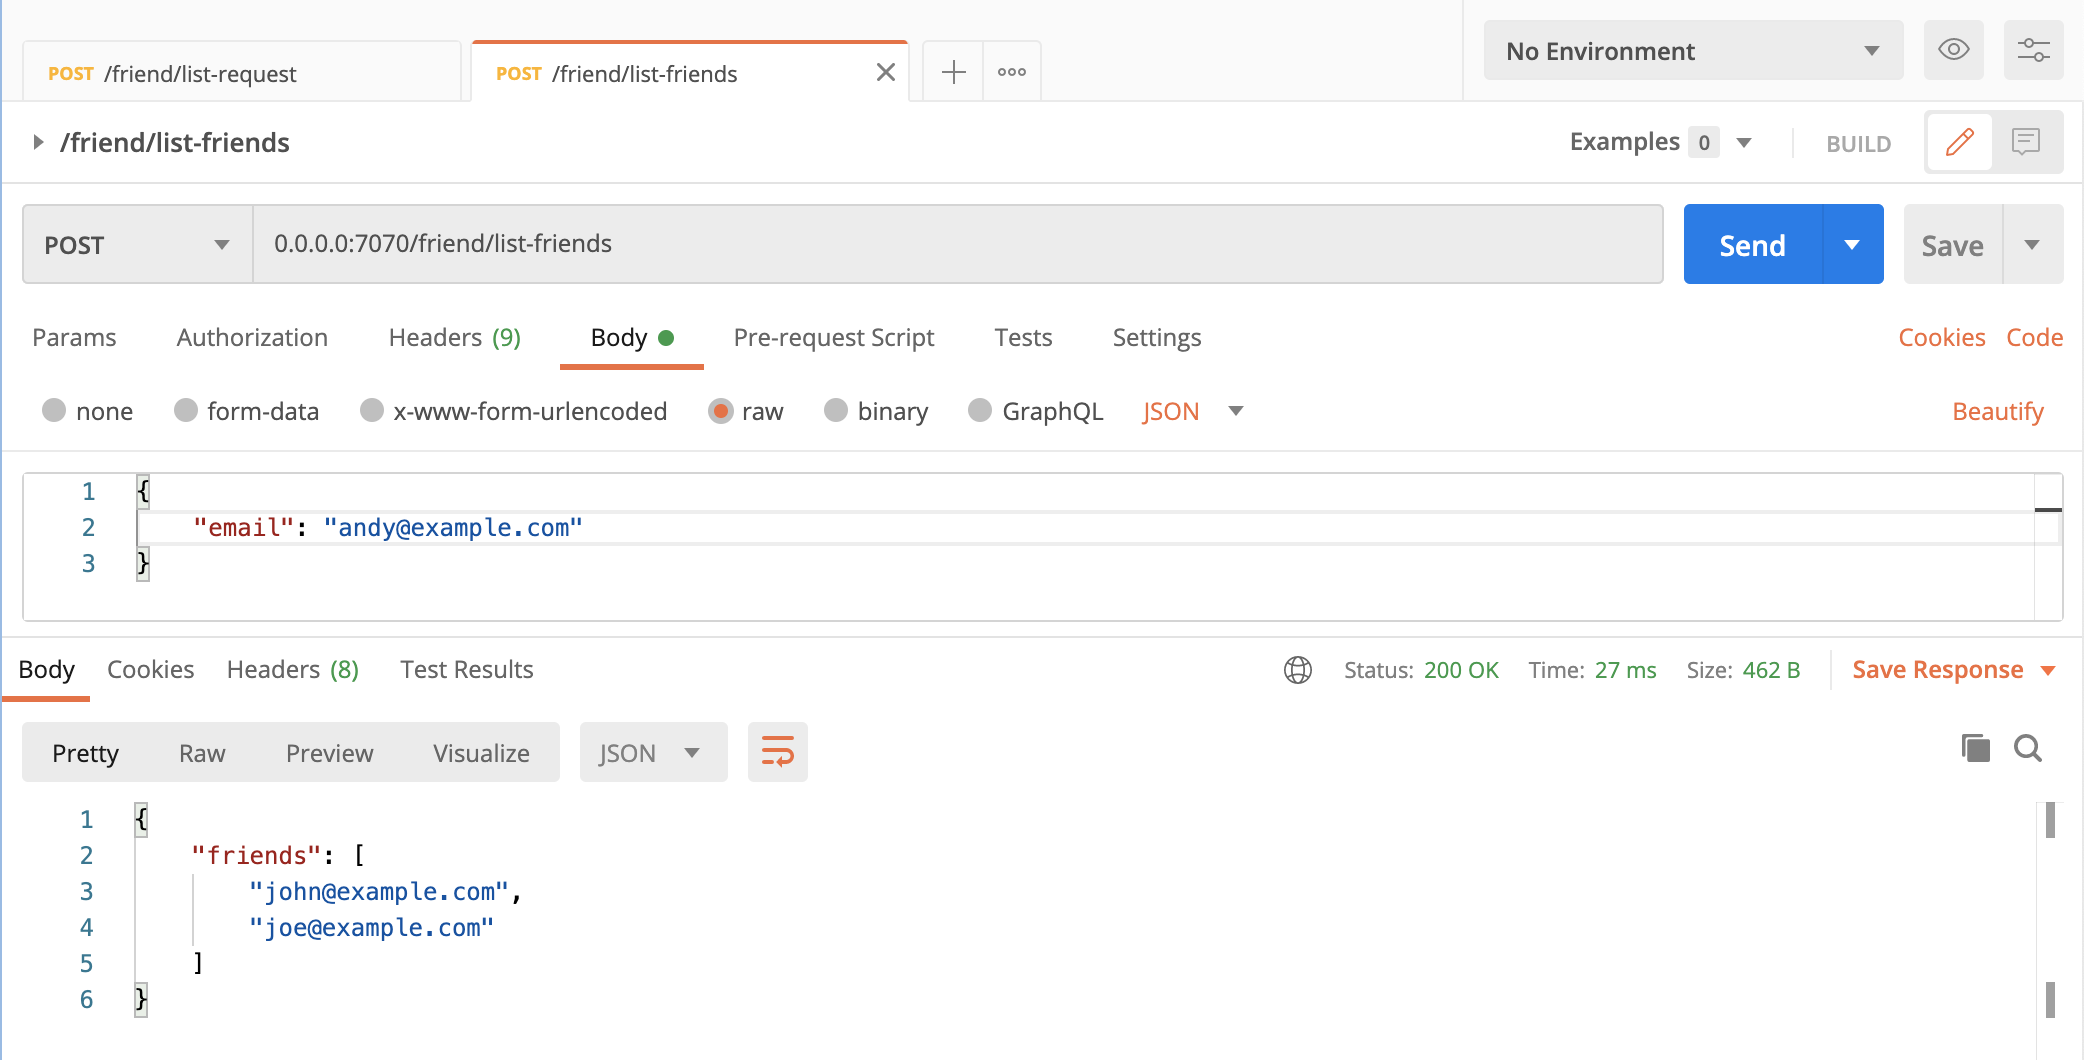 POST /friend/list-request
POST /friend/list-friends
No Environment
/friend/list-friends
Examples 0
BUILD
POST
0.0.0.0:7070/friend/list-friends
Send
Save
Params Authorization Headers (9) Body Pre-request Script Tests Settings Cookies Code
none form-data x-www-form-urlencoded raw binary GraphQL JSON Beautify
1 {
2 "email": "andy@example.com"
3 }
Body Cookies Headers (8) Test Results Status: 200 OK Time: 27 ms Size: 462 B Save Response
Pretty Raw Preview Visualize JSON
1 {
2 "friends": [
3 "john@example.com",
4 "joe@example.com"
5 ]
6 }